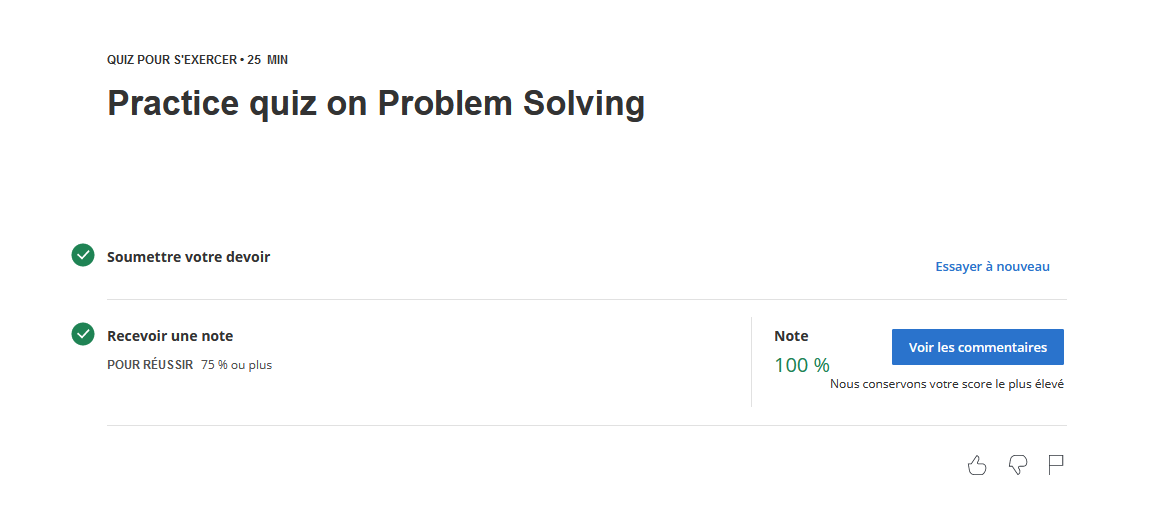 QUIZ POUR S'EXERCER • 25 MIN
Practice quiz on Problem Solving
Soumettre votre devoir
Essayer à nouveau
Recevoir une note
POUR RÉUSSIR 75 % ou plus
Note
100 %
Voir les commentaires
Nous conservons votre score le plus élevé